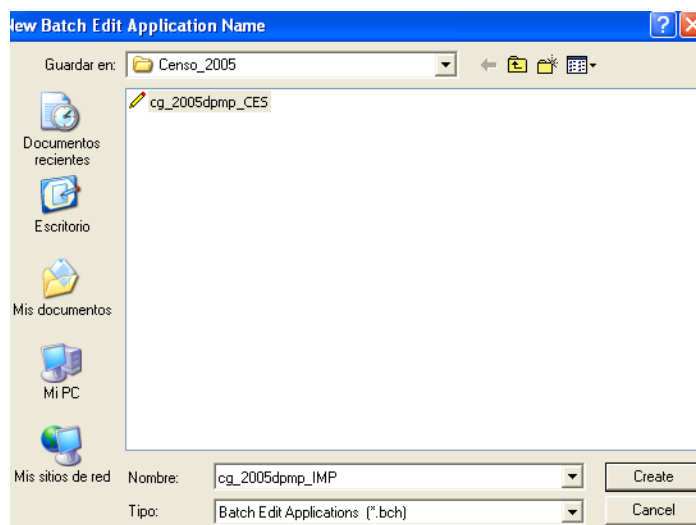 New Batch Edit Application Name
Guardar en:
Censo_2005
cg_2005dpmp_CES
Documentos
recientes
Escritorio
Mis documentos
Mi PC
Mis sitios de red
Nombre:
cg_2005dpmp_IMP
Create
Tipo:
Batch Edit Applications (*.bch)
Cancel